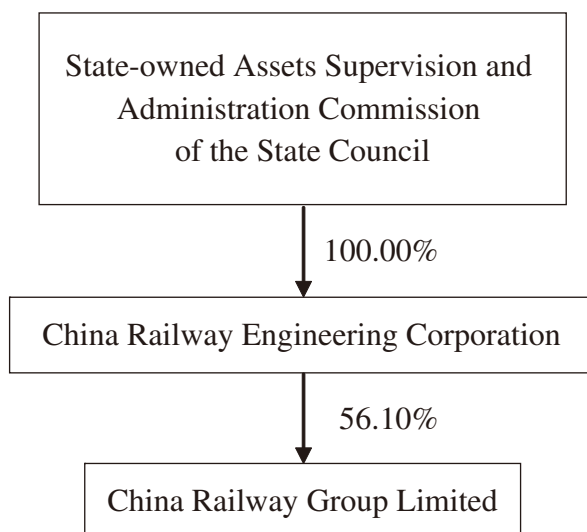 State-owned Assets Supervision and
Administration Commission
of the State Council
100.00%
China Railway Engineering Corporation
56.10%
China Railway Group Limited